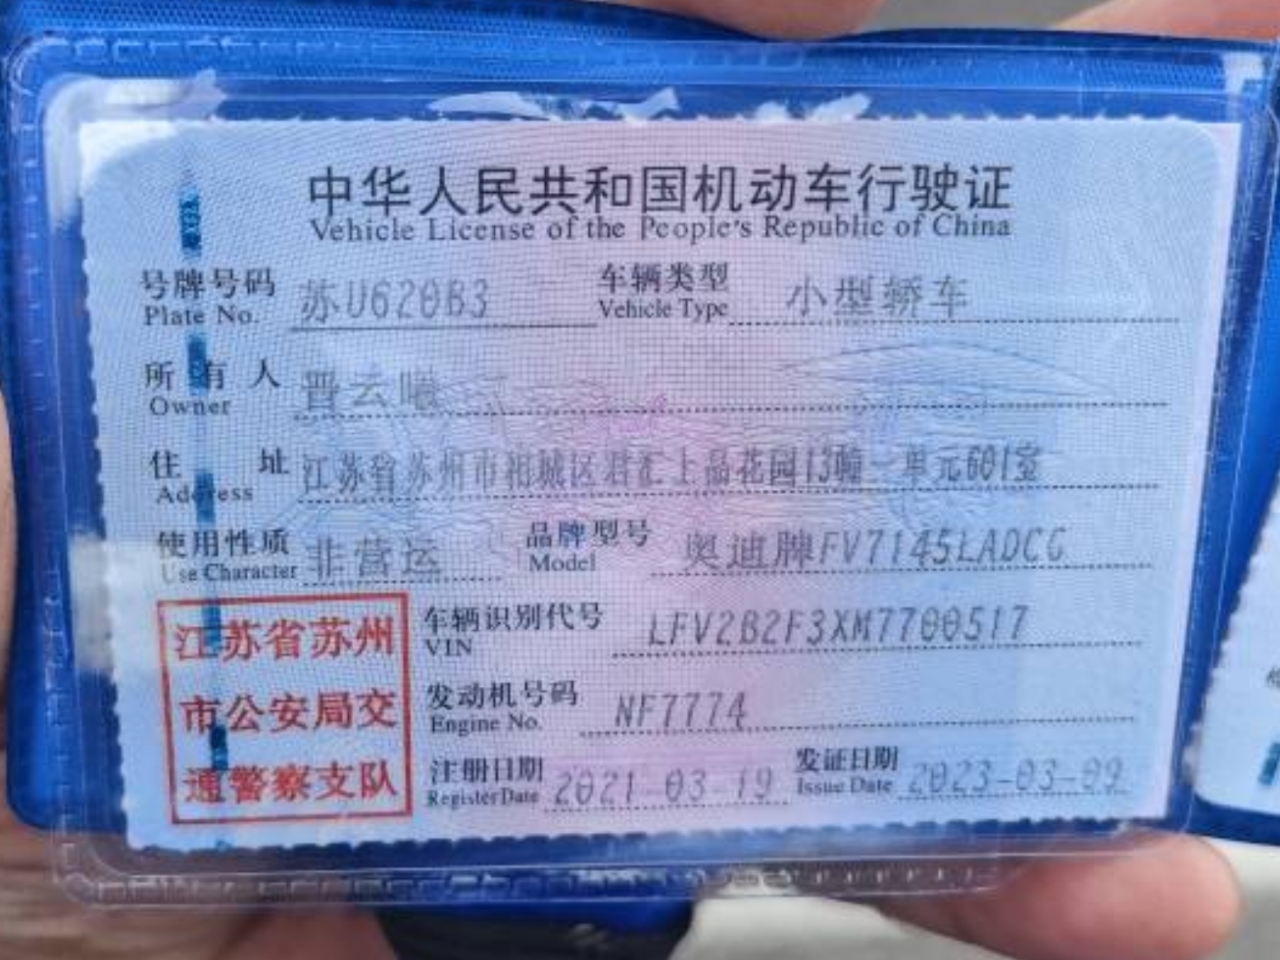 中华人民共和国机动车行驶证
Vehicle License of the People's Republic of China
号牌号码 苏U620B3 车辆类型 小型轿车
Plate No. Vehicle Type
所有人 晋云曦
Owner
住址 江苏省苏州市相城区君汇上品花园13幢一单元601室
Address
使用性质 非营运 品牌型号 奥迪牌FV7145LADCG
Use Character Model
江苏省苏州
市公安局交
通警察支队
车辆识别代号 LFV2B2F3XM7700517
VIN
发动机号码 NF7774
Engine No.
注册日期 2021-03-19 发证日期 2023-03-09
Register Date Issue Date